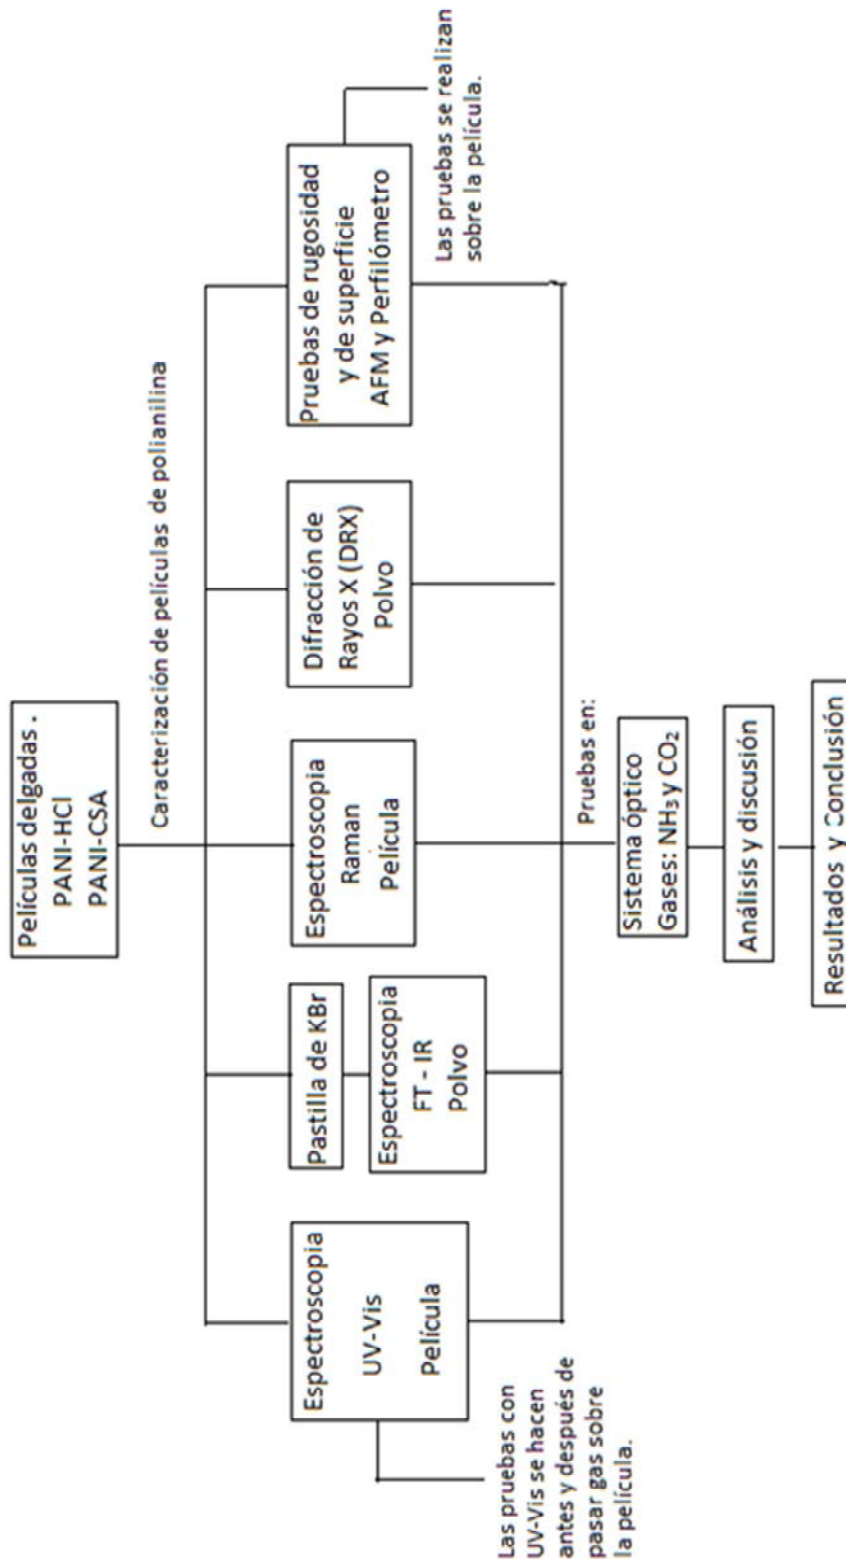 Películas delgadas .
PANI-HCl
PANI-CSA
Caracterización de películas de polianilina
Espectroscopia
UV-Vis
Película
Las pruebas con
UV-Vis se hacen
antes y después de
pasar gas sobre
la película.
Pastilla de KBr
Espectroscopia
FT - IR
Polvo
Espectroscopia
Raman
Película
Difracción de
Rayos X (DRX)
Polvo
Pruebas de rugosidad
y de superficie
AFM y Perfilómetro
Las pruebas se realizan
sobre la película.
Pruebas en:
Sistema óptico
Gases: NH₃ y CO₂
Análisis y discusión
Resultados y Conclusión